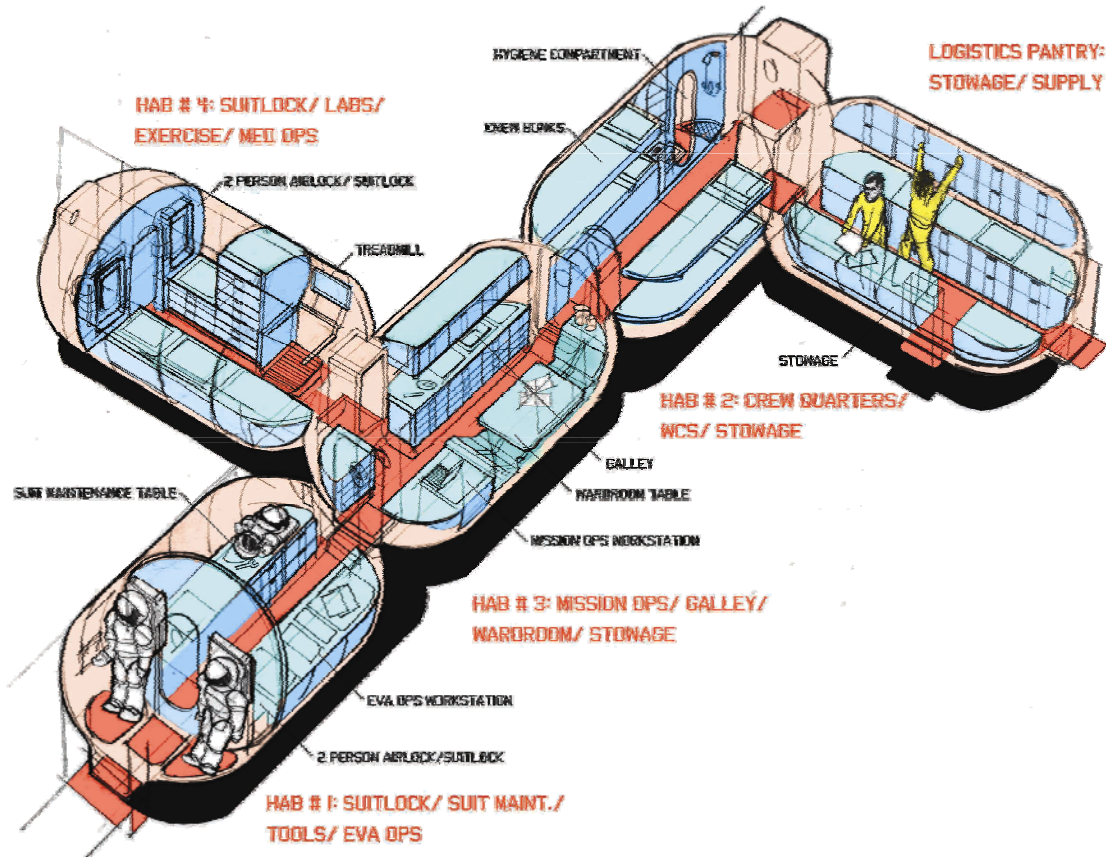 HYGIENE COMPARTMENT
LOGISTICS PANTRY:
STOWAGE/ SUPPLY
HAB # 4: SUITLOCK/ LABS/
EXERCISE/ MED OPS
CREW BUNKS
2 PERSON AIRLOCK/ SUITLOCK
TREADMILL
STOWAGE
HAB # 2: CREW QUARTERS/
WCS/ STOWAGE
GALLEY
SUIT MAINTENANCE TABLE
WARDROOM TABLE
MISSION OPS WORKSTATION
HAB # 3: MISSION OPS/ GALLEY/
WARDROOM/ STOWAGE
EVA OPS WORKSTATION
2 PERSON AIRLOCK/SUITLOCK
HAB # 1: SUITLOCK/ SUIT MAINT./
TOOLS/ EVA OPS